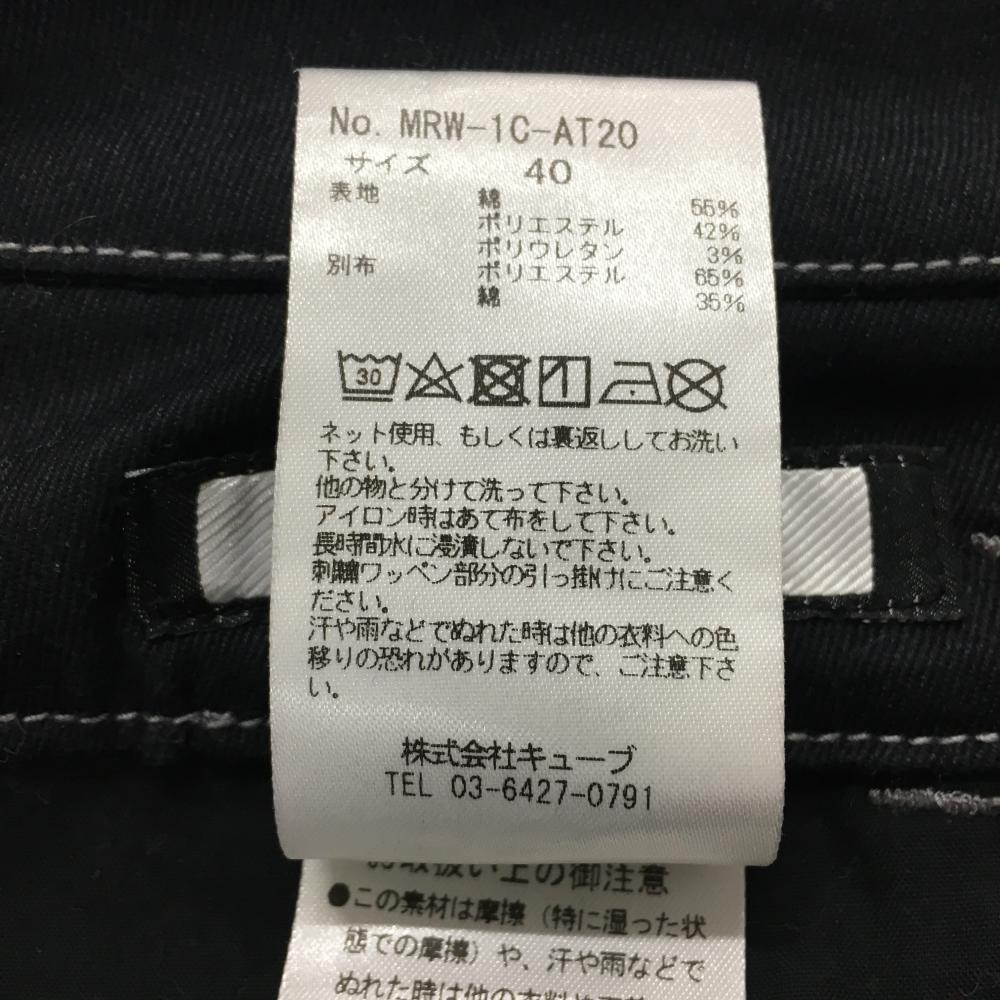 No. MRW-1C-AT20
サイズ 40
表地 綿 55%
ポリエステル 42%
ポリウレタン 3%
別布 ポリエステル 65%
綿 35%
30
ネット使用、もしくは裏返ししてお洗い
下さい。
他の物と分けて洗って下さい。
アイロン時はあて布をして下さい。
長時間水に浸漬しないで下さい。
刺繍ワッペン部分の引っ掛けにご注意く
ださい。
汗や雨などでぬれた時は他の衣料への色
移りの恐れがありますので、ご注意下さ
い。
株式会社キューブ
TEL 03-6427-0791
お取扱い上の御注意
●この素材は摩擦(特に湿った状
態での摩擦)や、汗や雨などで
ぬれた時は他の衣料や